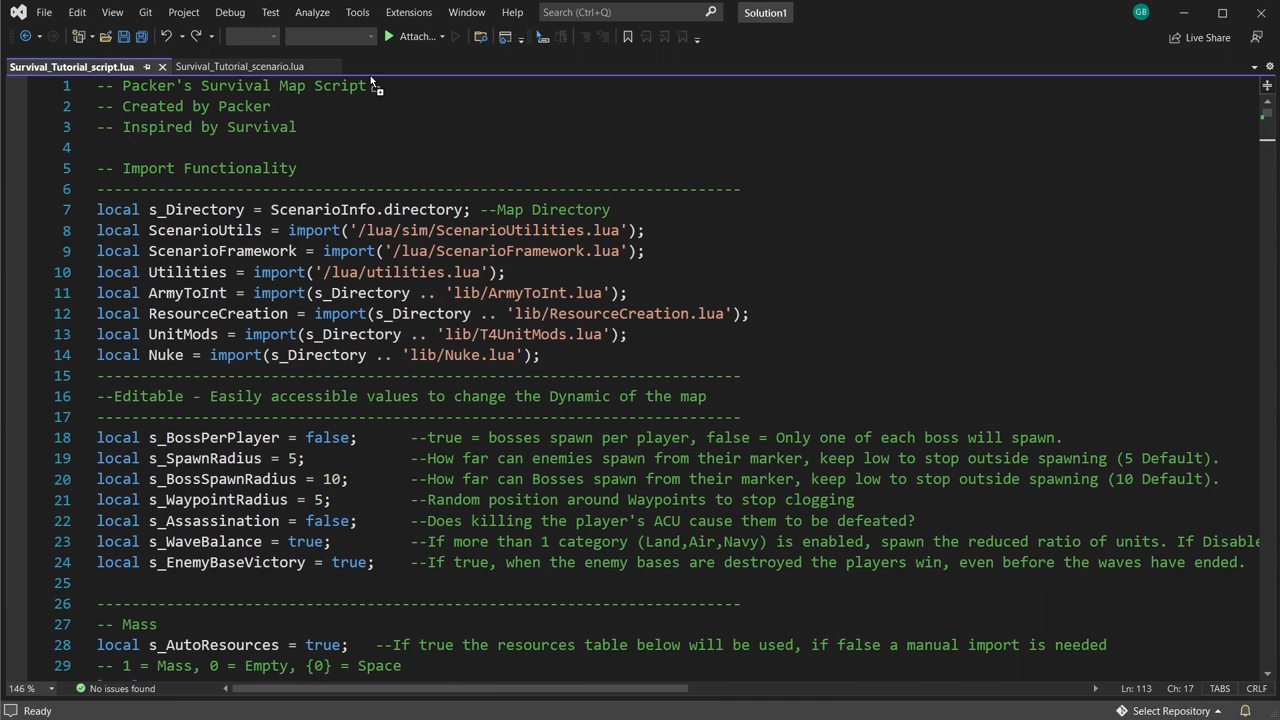 File Edit View Git Project Debug Test Analyze Tools Extensions Window Help Search (Ctrl+Q) Solution1 GB
Attach... Live Share
Survival_Tutorial_script.lua Survival_Tutorial_scenario.lua
1 -- Packer's Survival Map Script
2 -- Created by Packer
3 -- Inspired by Survival
4
5 -- Import Functionality
6 --------------------------------------------------------------------------
7 local s_Directory = ScenarioInfo.directory; --Map Directory
8 local ScenarioUtils = import('/lua/sim/ScenarioUtilities.lua');
9 local ScenarioFramework = import('/lua/ScenarioFramework.lua');
10 local Utilities = import('/lua/utilities.lua');
11 local ArmyToInt = import(s_Directory .. 'lib/ArmyToInt.lua');
12 local ResourceCreation = import(s_Directory .. 'lib/ResourceCreation.lua');
13 local UnitMods = import(s_Directory .. 'lib/T4UnitMods.lua');
14 local Nuke = import(s_Directory .. 'lib/Nuke.lua');
15 --------------------------------------------------------------------------
16 --Editable - Easily accessible values to change the Dynamic of the map
17 --------------------------------------------------------------------------
18 local s_BossPerPlayer = false; --true = bosses spawn per player, false = Only one of each boss will spawn.
19 local s_SpawnRadius = 5; --How far can enemies spawn from their marker, keep low to stop outside spawning (5 Default).
20 local s_BossSpawnRadius = 10; --How far can Bosses spawn from their marker, keep low to stop outside spawning (10 Default).
21 local s_WaypointRadius = 5; --Random position around Waypoints to stop clogging
22 local s_Assassination = false; --Does killing the player's ACU cause them to be defeated?
23 local s_WaveBalance = true; --If more than 1 category (Land,Air,Navy) is enabled, spawn the reduced ratio of units. If Disable
24 local s_EnemyBaseVictory = true; --If true, when the enemy bases are destroyed the players win, even before the waves have ended.
25
26 --------------------------------------------------------------------------
27 -- Mass
28 local s_AutoResources = true; --If true the resources table below will be used, if false a manual import is needed
29 -- 1 = Mass, 0 = Empty, {0} = Space
146 % No issues found Ln: 113 Ch: 17 TABS CRLF
Ready Select Repository